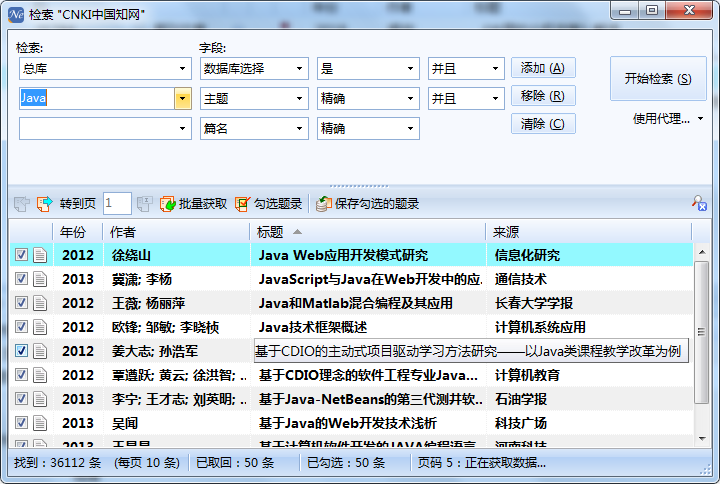 检索 "CNKI中国知网"
检索: 字段:
总库 数据库选择 是 并且 添加 (A) 开始检索 (S)
Java 主题 精确 并且 移除 (R) 使用代理...
篇名 精确 清除 (C)
转到页 1 批量获取 勾选题录 保存勾选的题录
年份 作者 标题 来源
2012 徐绕山 Java Web应用开发模式研究 信息化研究
2013 冀潇; 李杨 JavaScript与Java在Web开发中的应... 通信技术
2012 王薇; 杨丽萍 Java和Matlab混合编程及其应用 长春大学学报
2013 欧锋; 邹敏; 李晓桢 Java技术框架概述 计算机系统应用
2012 姜大志; 孙浩军 基于CDIO的主动式项目驱动学习方法研究——以Java类课程教学改革为例
2012 覃遵跃; 黄云; 徐洪智; ... 基于CDIO理念的软件工程专业Java... 计算机教育
2013 李宁; 王才志; 刘英明; ... 基于Java-NetBeans的第三代测井软... 石油学报
2013 吴闻 基于Java的Web开发技术浅析 科技广场
2012 基于计算机软件开发的JAVA编程语言 河南科技
找到：36112 条 (每页 10 条) 已取回：50 条 已勾选：50 条 页码 5：正在获取数据...